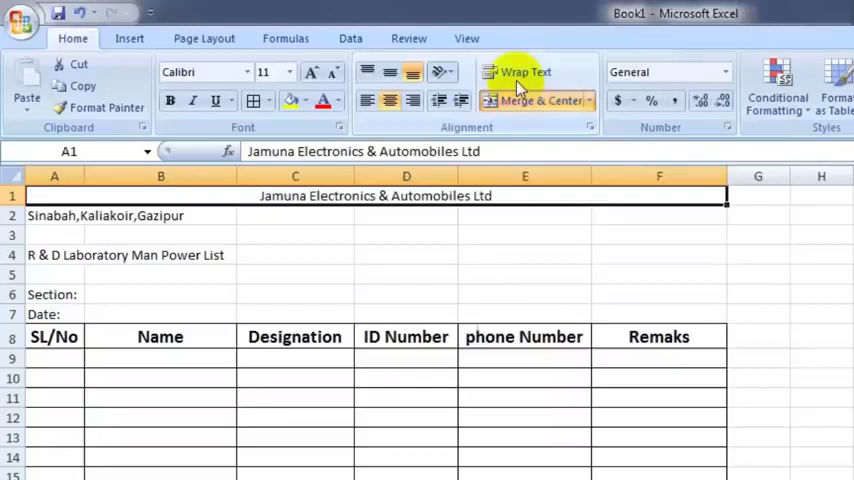 Book1 - Microsoft Excel
Home Insert Page Layout Formulas Data Review View
Cut
Copy
Paste
Format Painter
Calibri 11
B I U
Wrap Text
Merge & Center
General
$ % ,
Conditional
Formatting
Format
as Table
Clipboard Font Alignment Number Styles
A1 fx Jamuna Electronics & Automobiles Ltd
A B C D E F G H
1 Jamuna Electronics & Automobiles Ltd
2 Sinabah,Kaliakoir,Gazipur
3
4 R & D Laboratory Man Power List
5
6 Section:
7 Date:
8 SL/No Name Designation ID Number phone Number Remaks
9
10
11
12
13
14
15